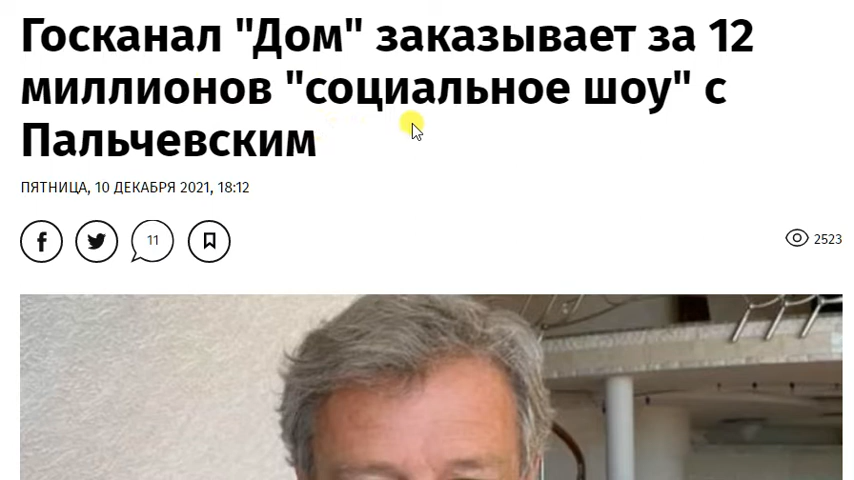 Госканал "Дом" заказывает за 12
миллионов "социальное шоу" с
Пальчевским
ПЯТНИЦА, 10 ДЕКАБРЯ 2021, 18:12
11
2523